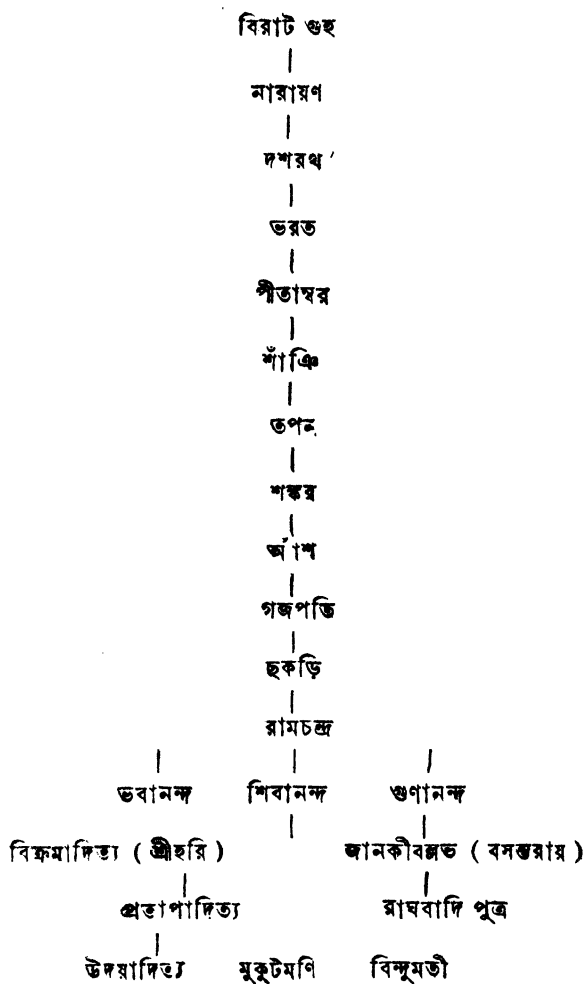 বিরাট গুহ
নারায়ণ
দশরথ
ভরত
পীতাম্বর
শাঁঞি
তপন
শঙ্কর
আঁশ
গজপতি
ছকড়ি
রামচন্দ্র
ভবানন্দ শিবানন্দ গুণানন্দ
বিক্রমাদিত্য ( শ্রীহরি ) জানকীবল্লভ ( বসন্তরায় )
প্রতাপাদিত্য রাঘবাদি পুত্র
উদয়াদিত্য মুকুটমণি বিন্দুমতী